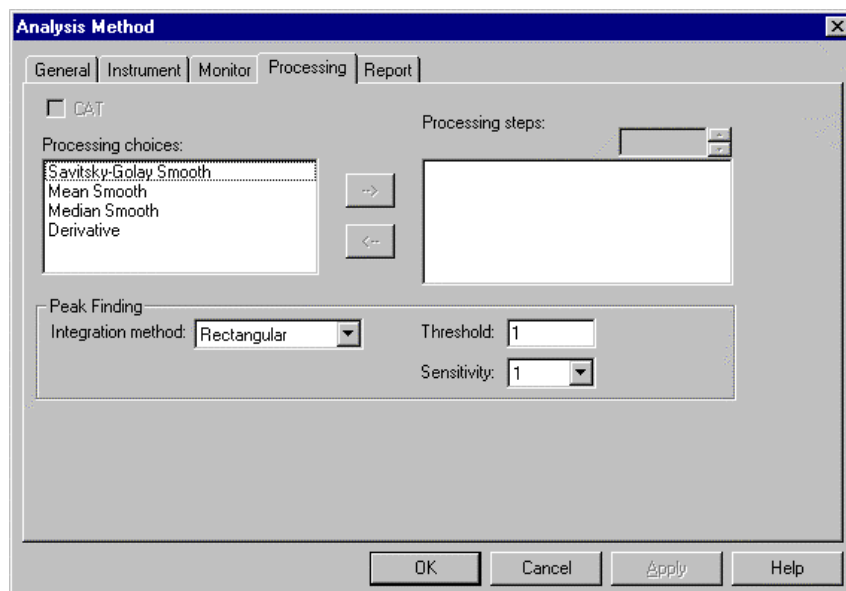 Analysis Method
General Instrument Monitor Processing Report
CAT
Processing steps:
Processing choices:
Savitsky-Golay Smooth
Mean Smooth
Median Smooth
Derivative
-->
<--
Peak Finding
Integration method: Rectangular
Threshold: 1
Sensitivity: 1
OK Cancel Apply Help